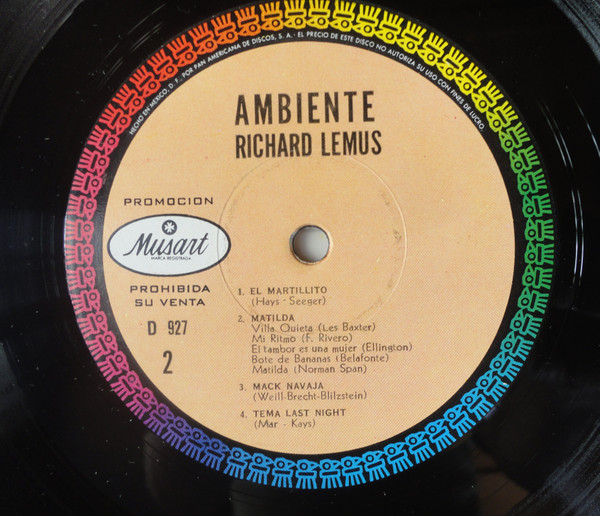 HECHO EN MEXICO, D. F. POR PAN AMERICANA DE DISCOS, S. A. · EL PRECIO DE ESTE DISCO NO AUTORIZA SU USO CON FINES DE LUCRO.
AMBIENTE
RICHARD LEMUS
PROMOCION
Musart
MARCA REGISTRADA
PROHIBIDA
SU VENTA
D 927
2
1. EL MARTILLITO
(Hays - Seeger)
2. MATILDA
Villa Quieta (Les Baxter)
Mi Ritmo (F. Rivero)
El tambor es una mujer (Ellington)
Bote de Bananas (Belafonte)
Matilda (Norman Span)
3. MACK NAVAJA
(Weill-Brecht-Blilzstein)
4. TEMA LAST NIGHT
(Mar - Kays)